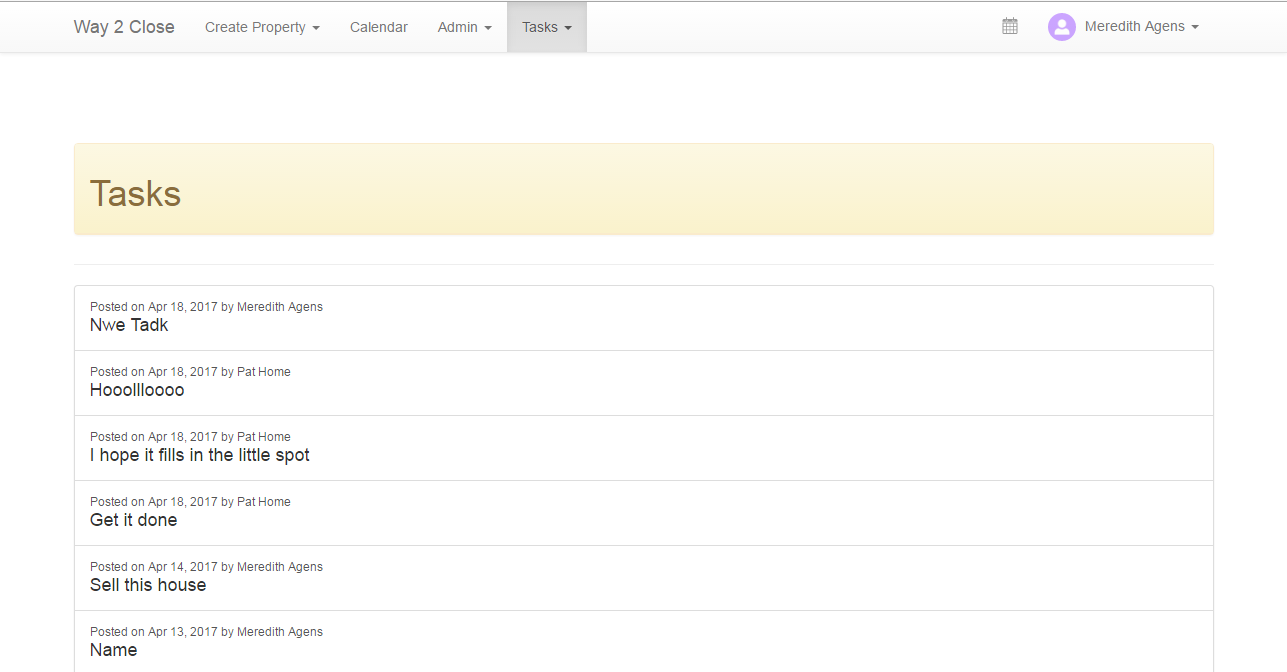 Way 2 Close Create Property Calendar Admin Tasks Meredith Agens
Tasks
Posted on Apr 18, 2017 by Meredith Agens
Nwe Tadk
Posted on Apr 18, 2017 by Pat Home
Hooollloooo
Posted on Apr 18, 2017 by Pat Home
I hope it fills in the little spot
Posted on Apr 18, 2017 by Pat Home
Get it done
Posted on Apr 14, 2017 by Meredith Agens
Sell this house
Posted on Apr 13, 2017 by Meredith Agens
Name